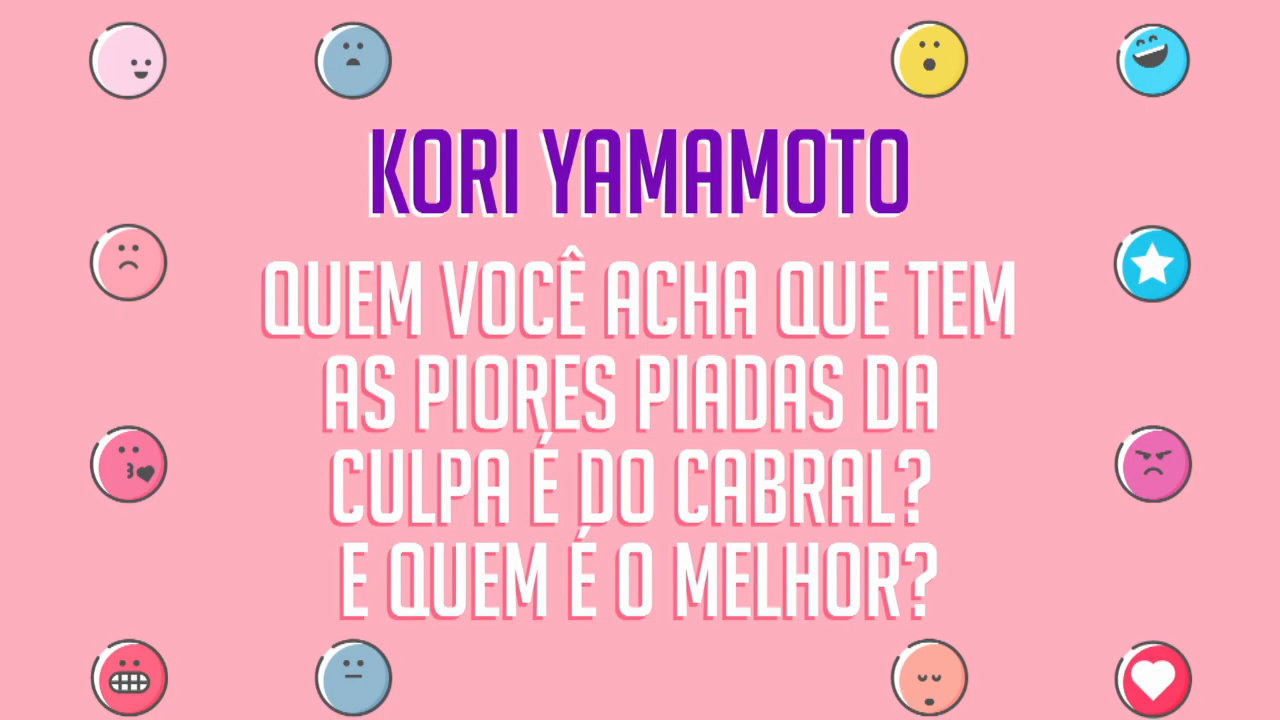 KORI YAMAMOTO
QUEM VOCÊ ACHA QUE TEM
AS PIORES PIADAS DA
CULPA É DO CABRAL?
E QUEM É O MELHOR?